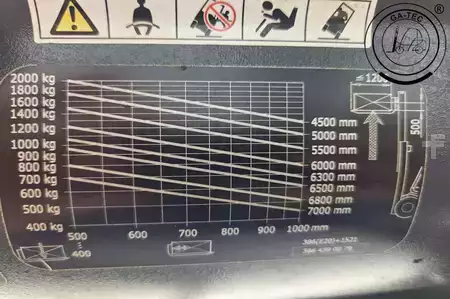 GA-TEC
2000 kg
1800 kg
1600 kg
1400 kg
1200 kg
1000 kg
900 kg
800 kg
700 kg
600 kg
500 kg
400 kg
4500 mm
5000 mm
5500 mm
6000 mm
6300 mm
6500 mm
6800 mm
7000 mm
500
600
700
800
900
1000 mm
400
≤ 120
500